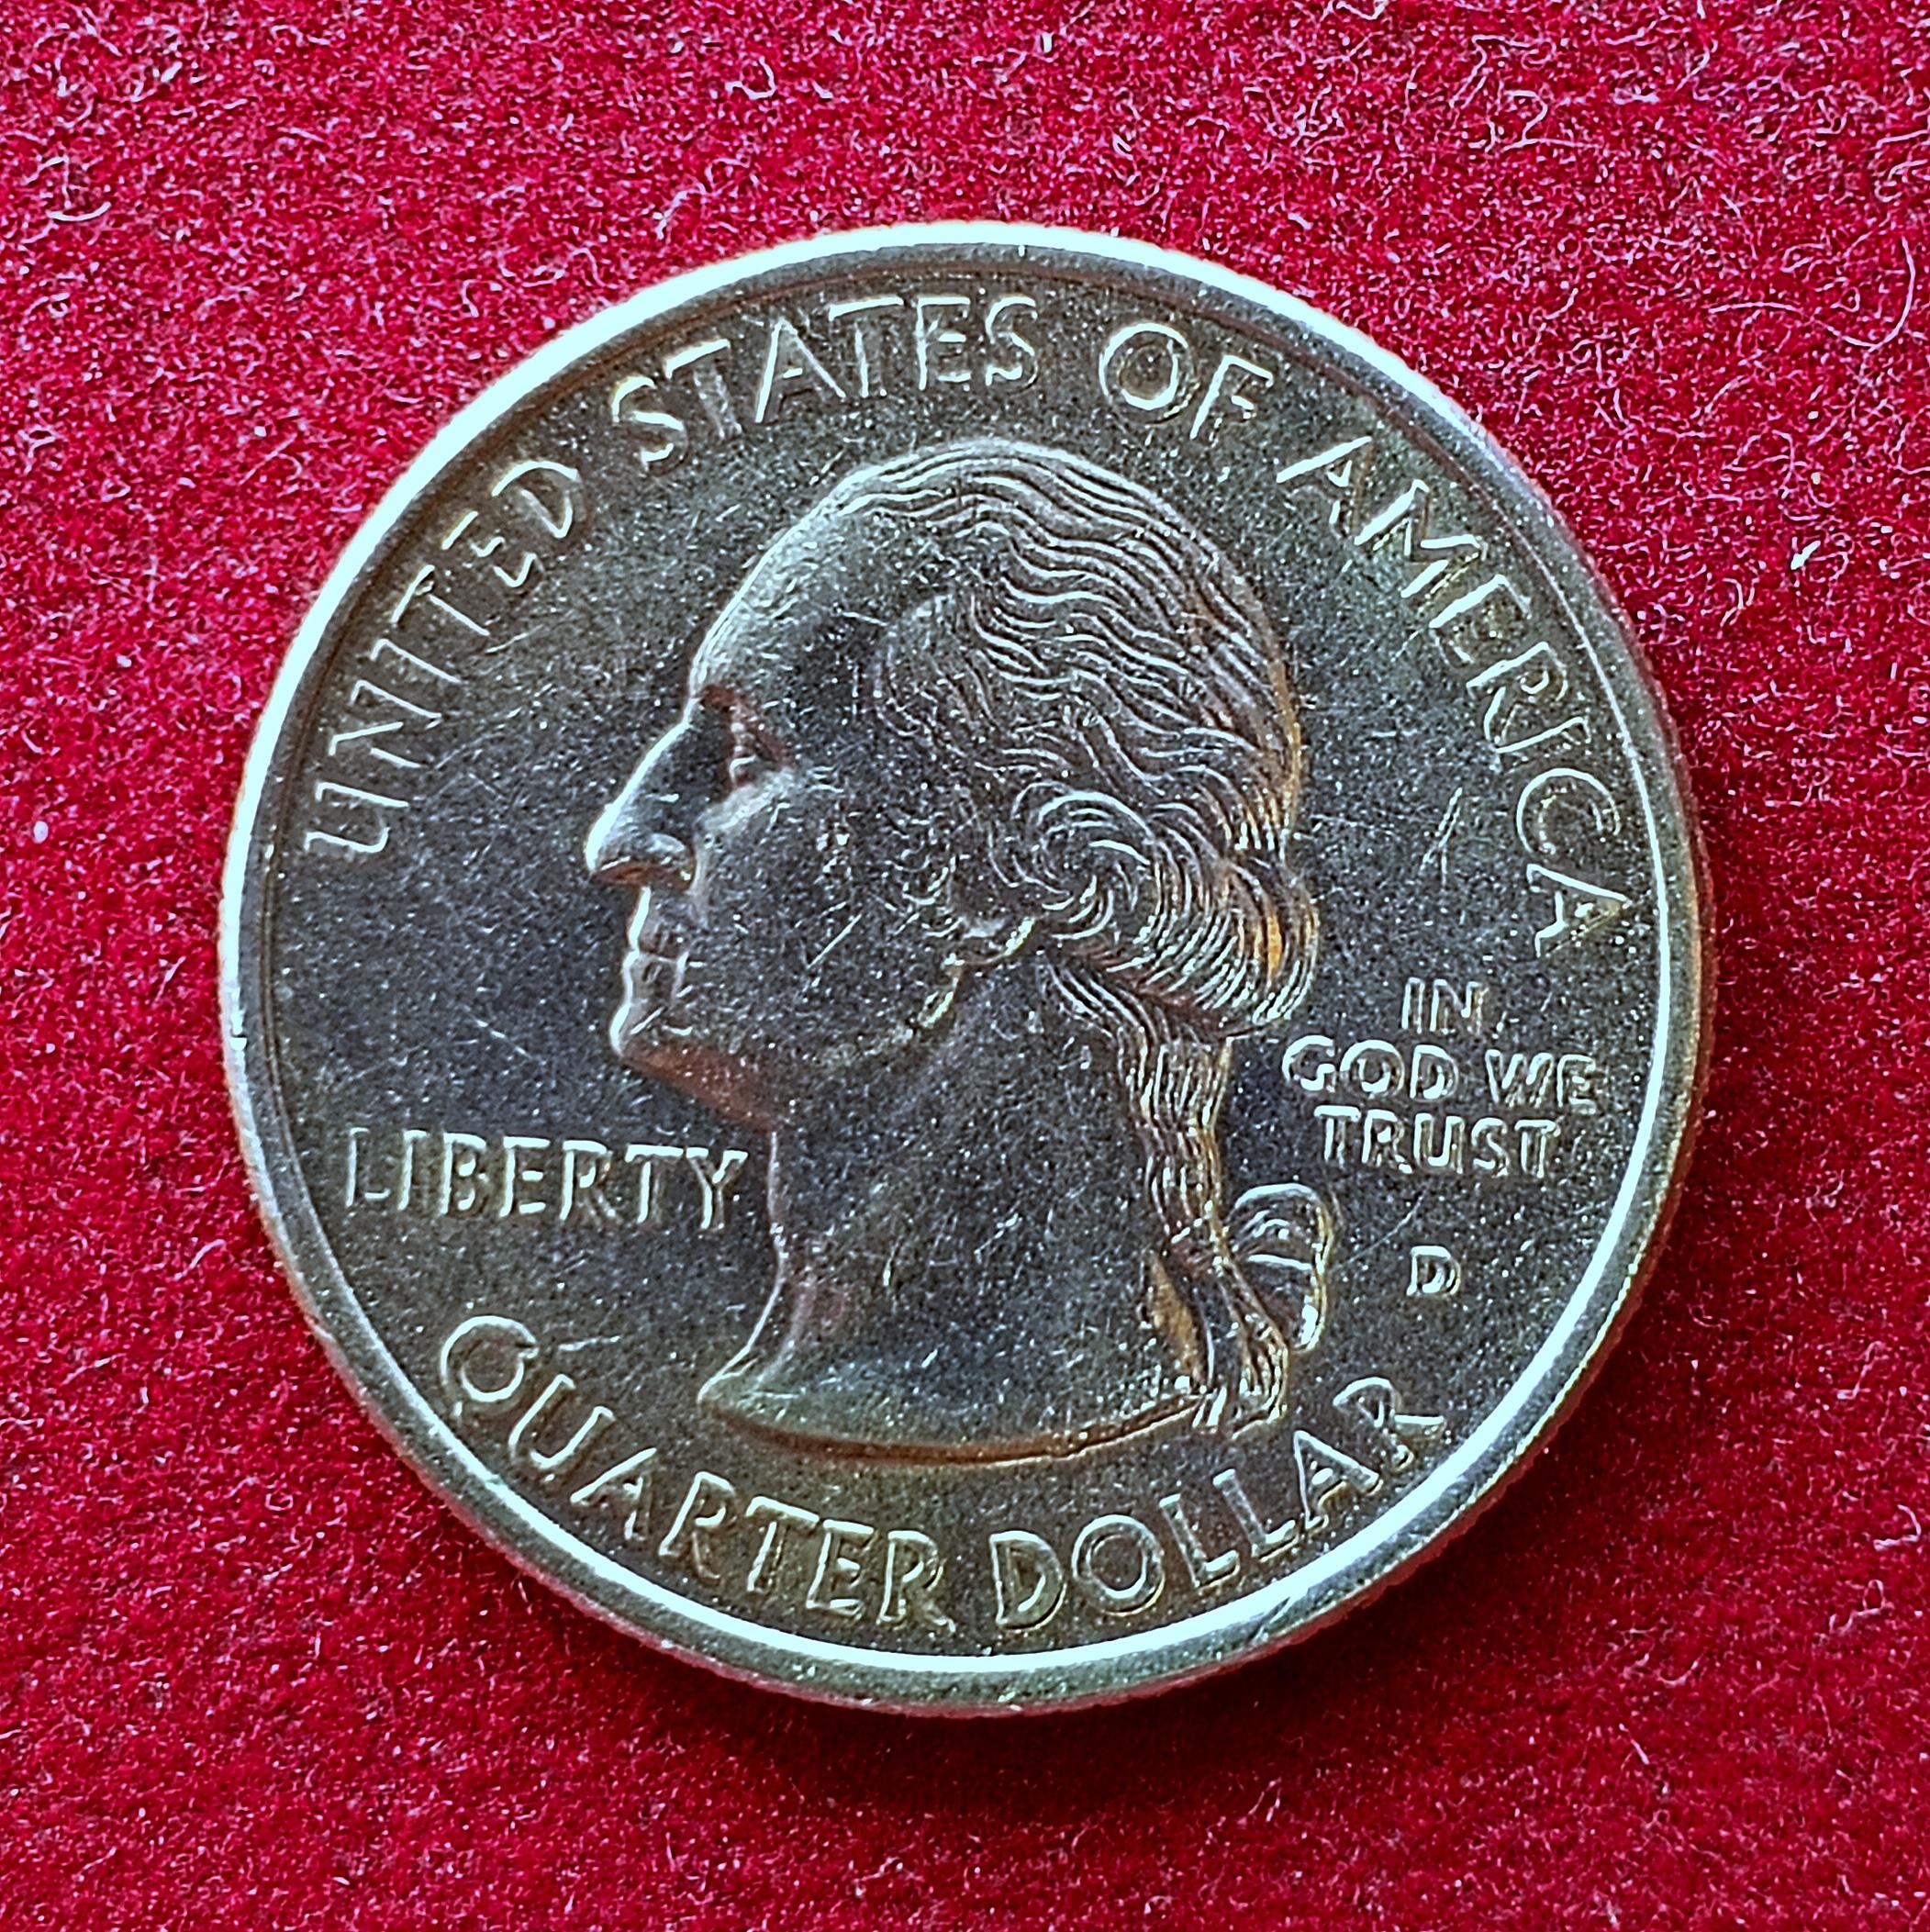 UNITED STATES OF AMERICA
LIBERTY
IN
GOD WE
TRUST
D
QUARTER DOLLAR